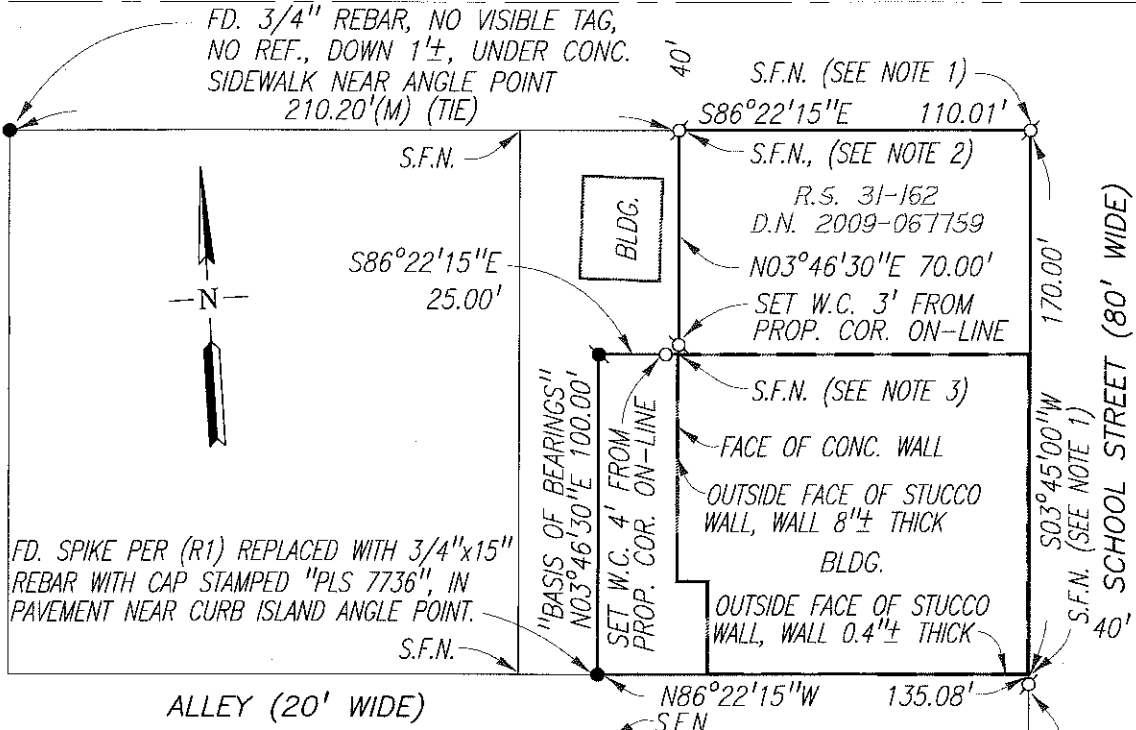 FD. 3/4" REBAR, NO VISIBLE TAG,
NO REF., DOWN 1'±, UNDER CONC.
SIDEWALK NEAR ANGLE POINT
210.20'(M) (TIE)
40'
S.F.N. (SEE NOTE 1)
S86°22'15"E 110.01'
S.F.N.
S.F.N., (SEE NOTE 2)
R.S. 31-162
D.N. 2009-067759
BLDG.
N03°46'30"E 70.00'
S86°22'15"E
25.00'
N
SET W.C. 3' FROM
PROP. COR. ON-LINE
170.00'
SCHOOL STREET (80' WIDE)
S.F.N. (SEE NOTE 3)
"BASIS OF BEARINGS"
N03°46'30"E 100.00'
SET W.C. 4' FROM
PROP. COR. ON-LINE
FACE OF CONC. WALL
OUTSIDE FACE OF STUCCO
WALL, WALL 8"± THICK
BLDG.
S03°45'00"W
S.F.N. (SEE NOTE 1)
FD. SPIKE PER (R1) REPLACED WITH 3/4"x15"
REBAR WITH CAP STAMPED "PLS 7736", IN
PAVEMENT NEAR CURB ISLAND ANGLE POINT.
OUTSIDE FACE OF STUCCO
WALL, WALL 0.4"± THICK
40'
S.F.N.
ALLEY (20' WIDE)
N86°22'15"W 135.08'
S.F.N